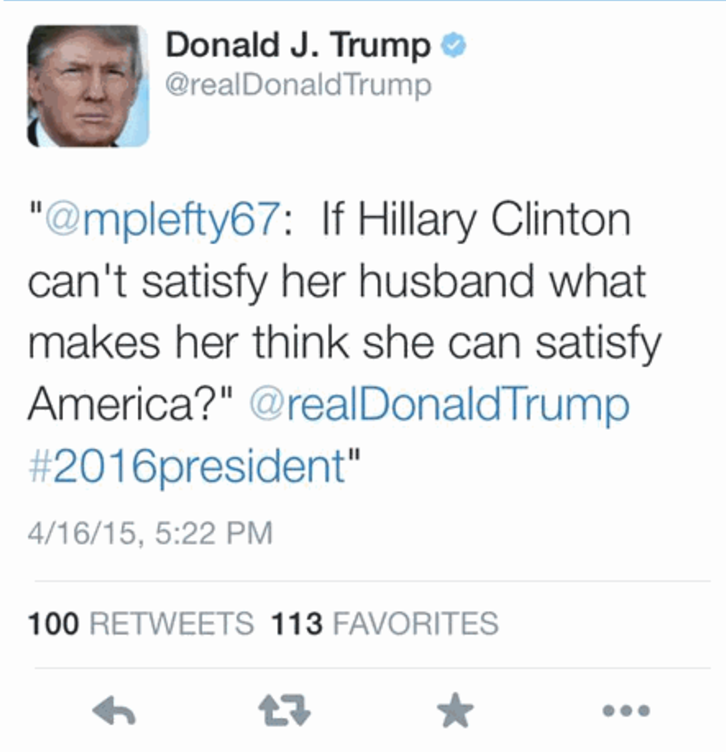 Donald J. Trump
@realDonaldTrump
"@mplefty67:  If Hillary Clinton
can't satisfy her husband what
makes her think she can satisfy
America?" @realDonaldTrump
#2016president"
4/16/15, 5:22 PM
100 RETWEETS 113 FAVORITES